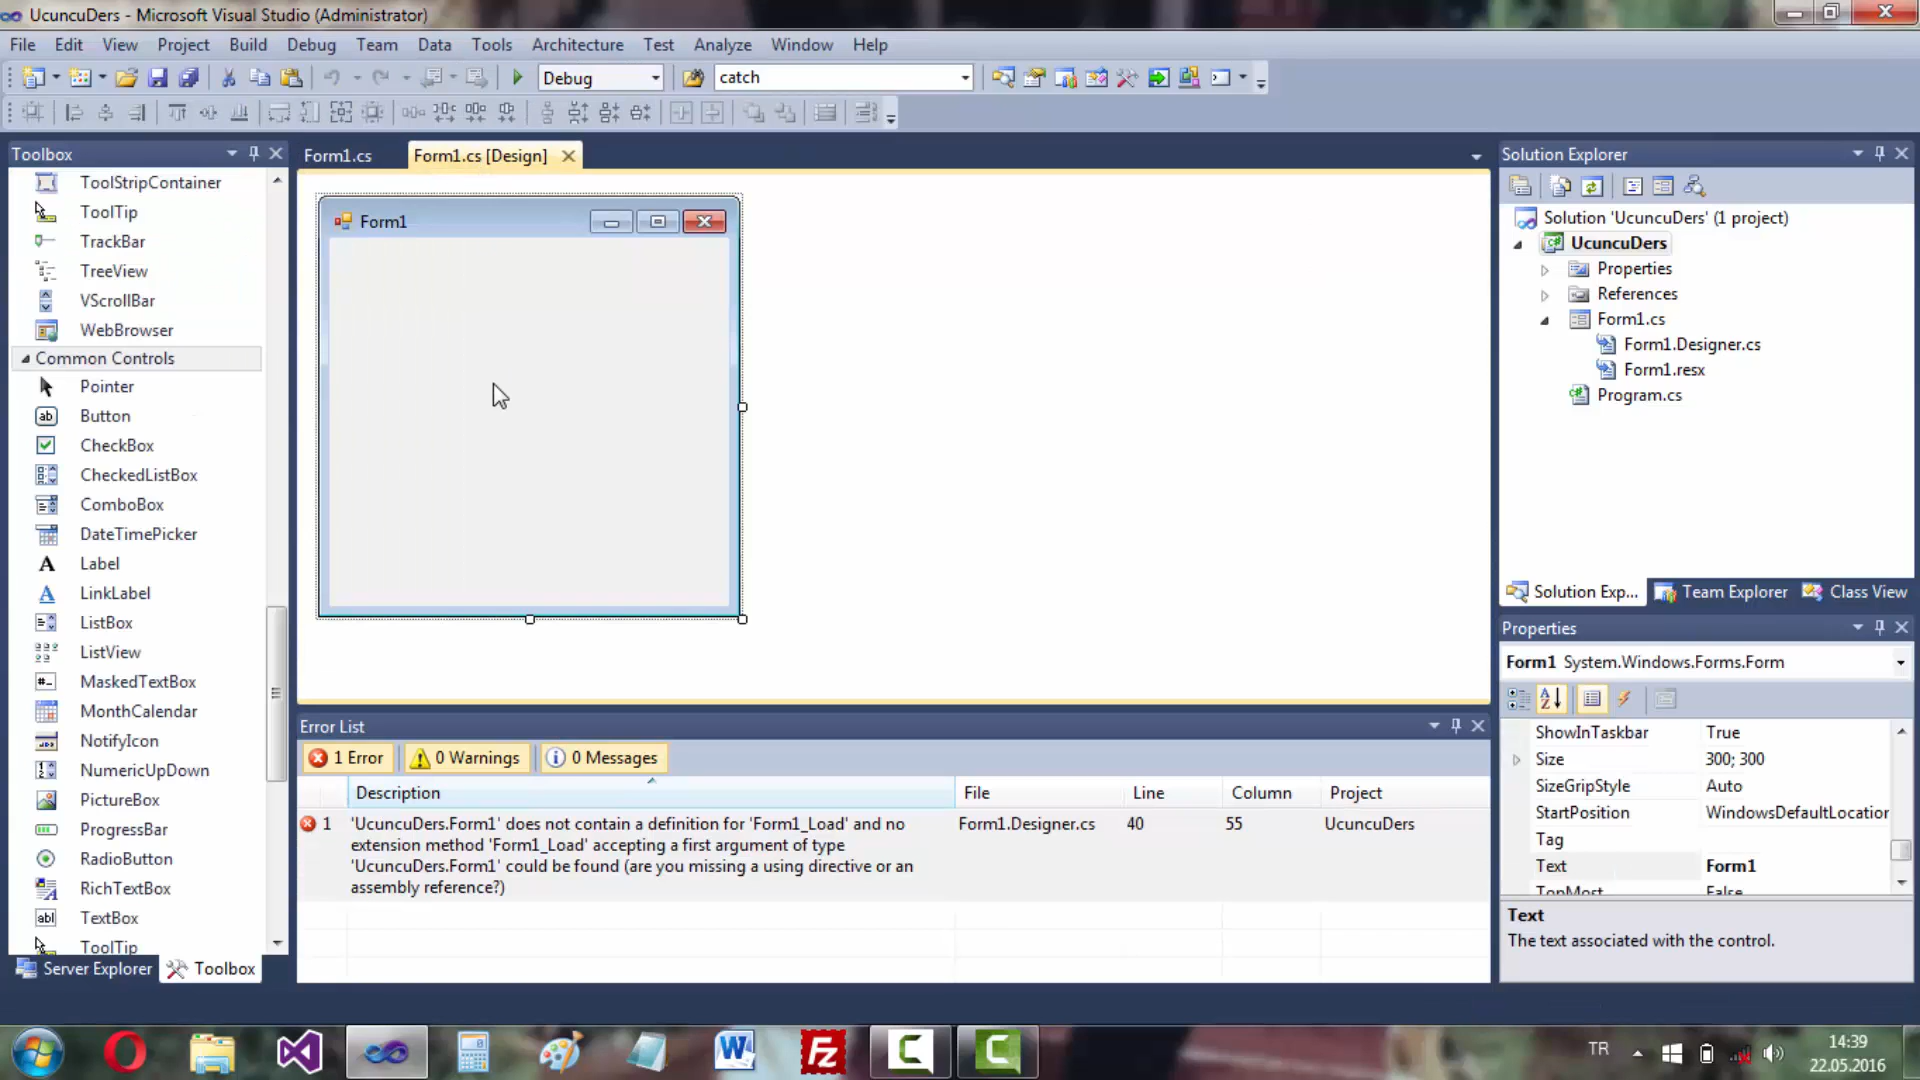 UcuncuDers - Microsoft Visual Studio (Administrator)
File Edit View Project Build Debug Team Data Tools Architecture Test Analyze Window Help
Debug catch
Toolbox
ToolStripContainer
ToolTip
TrackBar
TreeView
VScrollBar
WebBrowser
Common Controls
Pointer
Button
CheckBox
CheckedListBox
ComboBox
DateTimePicker
Label
LinkLabel
ListBox
ListView
MaskedTextBox
MonthCalendar
NotifyIcon
NumericUpDown
PictureBox
ProgressBar
RadioButton
RichTextBox
TextBox
ToolTip
Server Explorer Toolbox
Form1.cs Form1.cs [Design]
Form1
Error List
1 Error 0 Warnings 0 Messages
Description File Line Column Project
1 'UcuncuDers.Form1' does not contain a definition for 'Form1_Load' and no Form1.Designer.cs 40 55 UcuncuDers
extension method 'Form1_Load' accepting a first argument of type
'UcuncuDers.Form1' could be found (are you missing a using directive or an
assembly reference?)
Solution Explorer
Solution 'UcuncuDers' (1 project)
UcuncuDers
Properties
References
Form1.cs
Form1.Designer.cs
Form1.resx
Program.cs
Solution Exp... Team Explorer Class View
Properties
Form1 System.Windows.Forms.Form
ShowInTaskbar True
Size 300; 300
SizeGripStyle Auto
StartPosition WindowsDefaultLocation
Tag
Text Form1
TopMost False
Text
The text associated with the control.
TR 14:39
22.05.2016